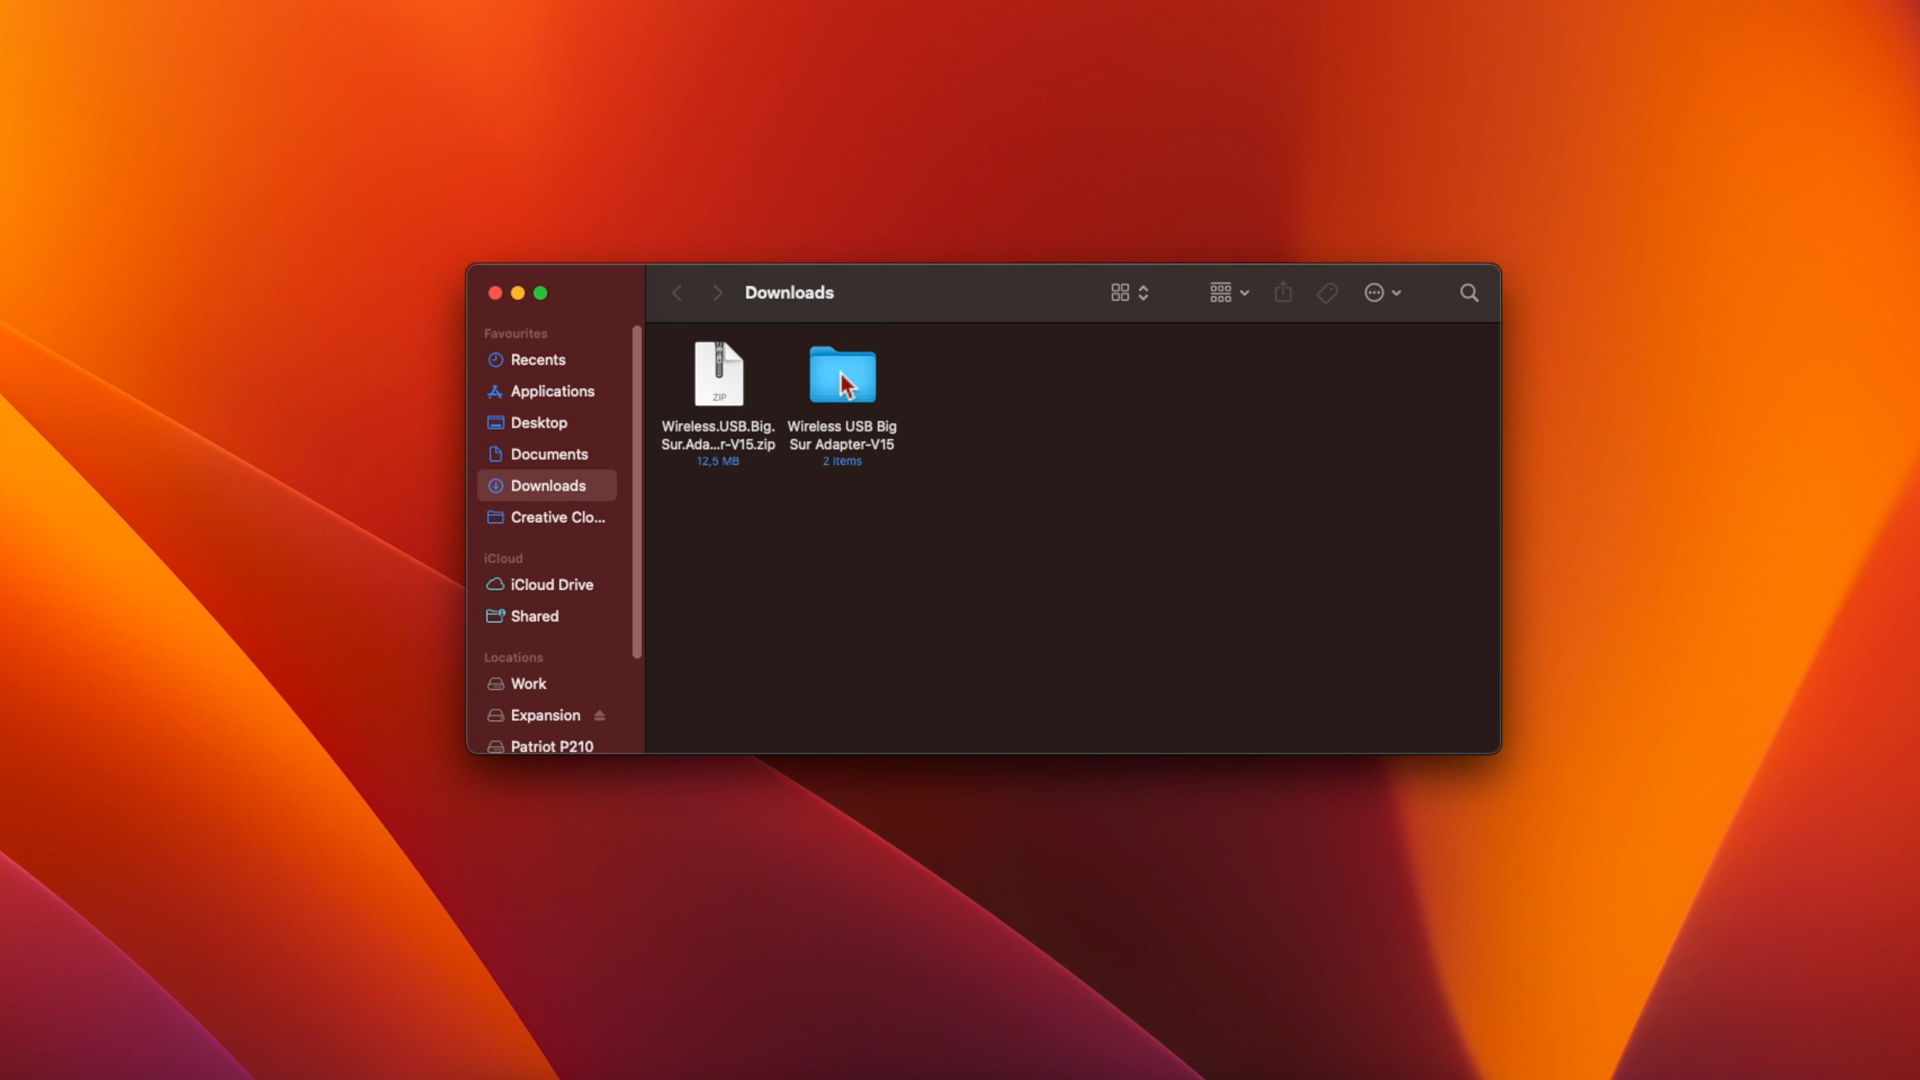 Downloads
Favourites
Recents
Applications
Desktop
Documents
Downloads
Creative Clo...
iCloud
iCloud Drive
Shared
Locations
Work
Expansion
Patriot P210
ZIP
Wireless.USB.Big.
Sur.Ada...r-V15.zip
12,5 MB
Wireless USB Big
Sur Adapter-V15
2 items